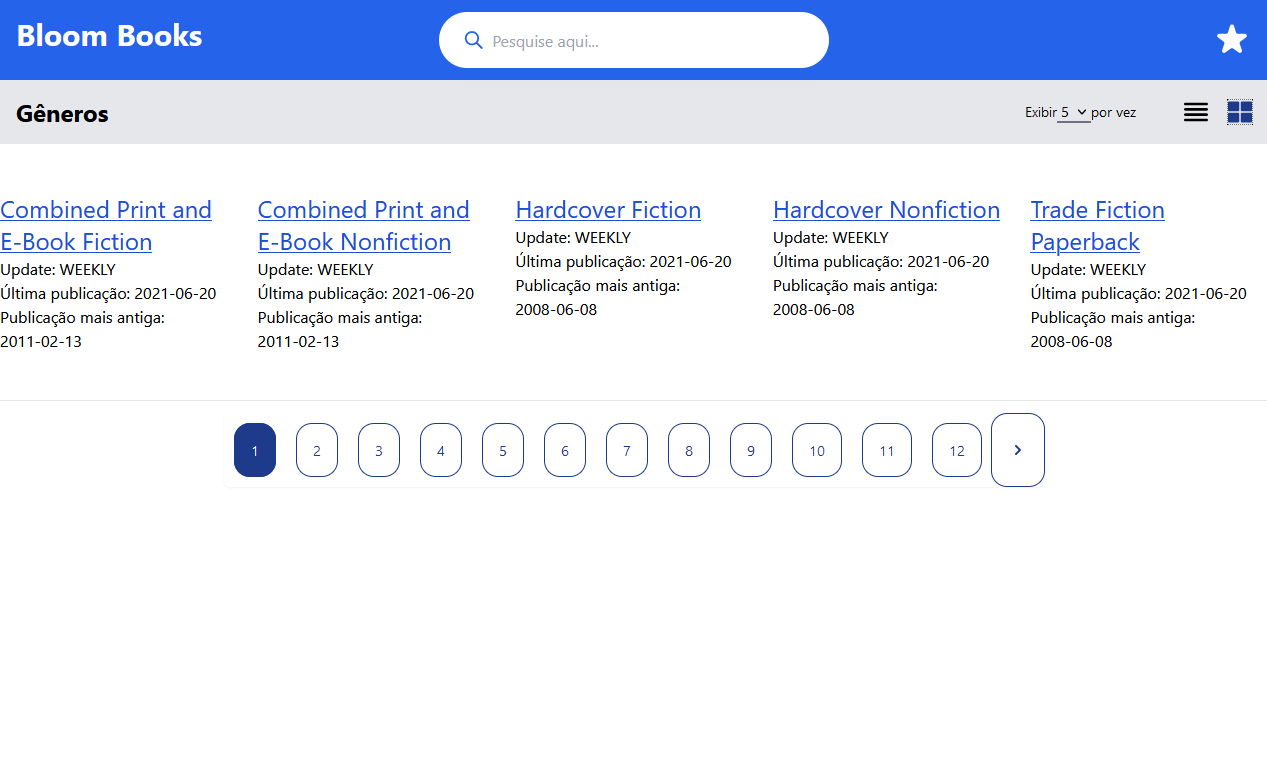 Bloom Books
Pesquise aqui...
Gêneros
Exibir 5 por vez
Combined Print and
E-Book Fiction
Update: WEEKLY
Última publicação: 2021-06-20
Publicação mais antiga:
2011-02-13
Combined Print and
E-Book Nonfiction
Update: WEEKLY
Última publicação: 2021-06-20
Publicação mais antiga:
2011-02-13
Hardcover Fiction
Update: WEEKLY
Última publicação: 2021-06-20
Publicação mais antiga:
2008-06-08
Hardcover Nonfiction
Update: WEEKLY
Última publicação: 2021-06-20
Publicação mais antiga:
2008-06-08
Trade Fiction
Paperback
Update: WEEKLY
Última publicação: 2021-06-20
Publicação mais antiga:
2008-06-08
1 2 3 4 5 6 7 8 9 10 11 12